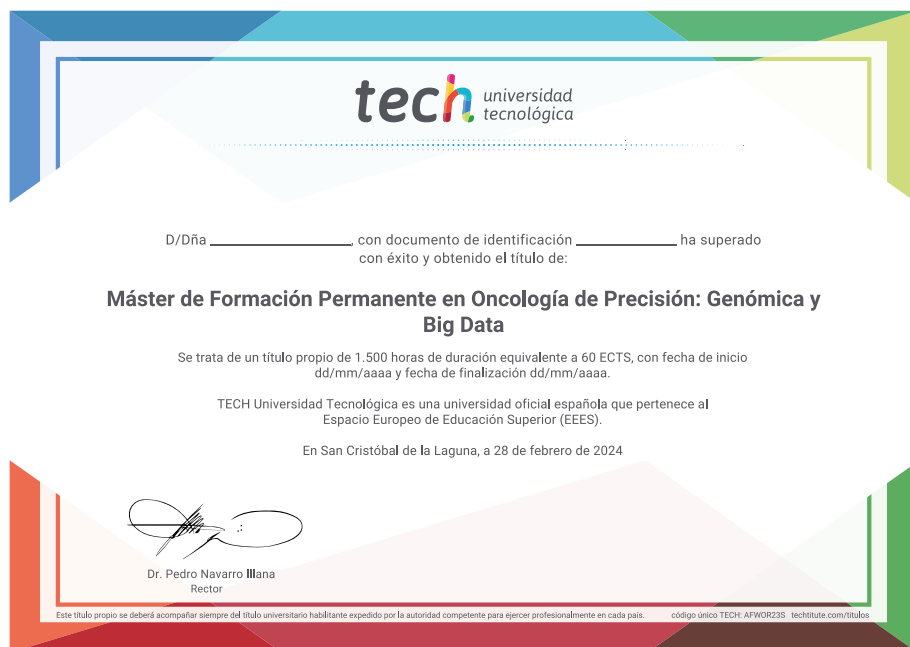 tech universidad
tecnológica
D/Dña ______________, con documento de identificación __________ ha superado
con éxito y obtenido el título de:
Máster de Formación Permanente en Oncología de Precisión: Genómica y
Big Data
Se trata de un título propio de 1.500 horas de duración equivalente a 60 ECTS, con fecha de inicio
dd/mm/aaaa y fecha de finalización dd/mm/aaaa.
TECH Universidad Tecnológica es una universidad oficial española que pertenece al
Espacio Europeo de Educación Superior (EEES).
En San Cristóbal de la Laguna, a 28 de febrero de 2024
Dr. Pedro Navarro Illana
Rector
Este título propio se deberá acompañar siempre del título universitario habilitante expedido por la autoridad competente para ejercer profesionalmente en cada país. código único TECH: AFWOR23S techtitute.com/titulos